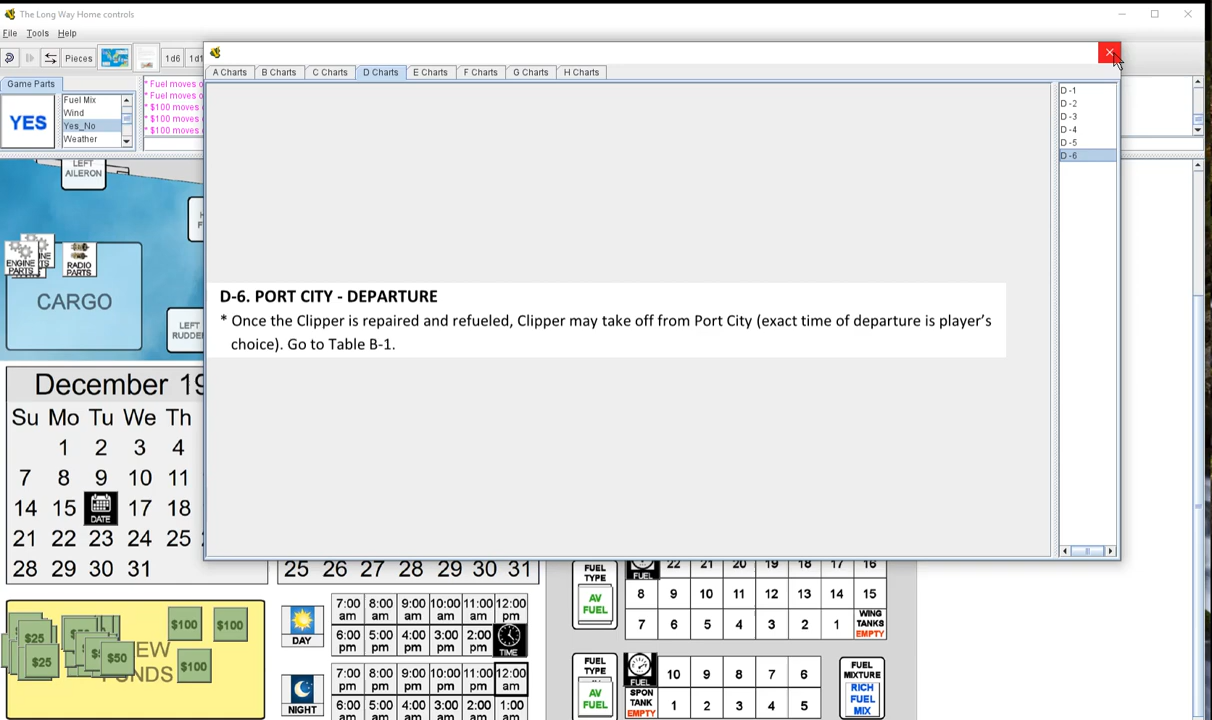 The Long Way Home controls
File Tools Help
Pieces 1d6
A Charts B Charts C Charts D Charts E Charts F Charts G Charts H Charts
Game Parts
YES
Fuel Mix
Wind
Yes_No
Weather
* Fuel moves
* Fuel moves
* $100 moves
* $100 moves
* $100 moves
D -1
D -2
D -3
D -4
D -5
D -6
LEFT
AILERON
ENGINE
PARTS
RADIO
PARTS
CARGO
LEFT
D-6. PORT CITY - DEPARTURE
* Once the Clipper is repaired and refueled, Clipper may take off from Port City (exact time of departure is player's
choice). Go to Table B-1.
December
Su Mo Tu We Th
1 2 3 4
7 8 9 10 11
14 15 DATE 17 18
21 22 23 24 25
28 29 30 31
25 26 27 28 29 30 31
$25
$25
$50
$100
$100
$100
DAY
7:00 am 8:00 am 9:00 am 10:00 am 11:00 am 12:00 pm
6:00 pm 5:00 pm 4:00 pm 3:00 pm 2:00 pm TIME
NIGHT
7:00 pm 8:00 pm 9:00 pm 10:00 pm 11:00 pm 12:00 am
6:00 5:00 4:00 3:00 2:00 1:00
FUEL
TYPE
AV
FUEL
FUEL 22 21 20 19 18 17 16
8 9 10 11 12 13 14 15
7 6 5 4 3 2 1 WING TANKS EMPTY
FUEL
TYPE
AV
FUEL
FUEL 10 9 8 7 6
SPON TANK EMPTY 1 2 3 4 5
FUEL
MIXTURE
RICH
FUEL
MIX